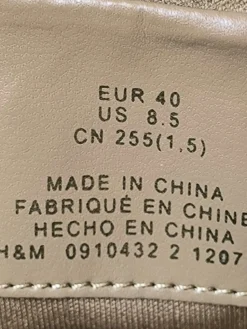 EUR 40
US 8.5
CN 255(1,5)
MADE IN CHINA
FABRIQUÉ EN CHINE
HECHO EN CHINA
H&M 0910432 2 1207